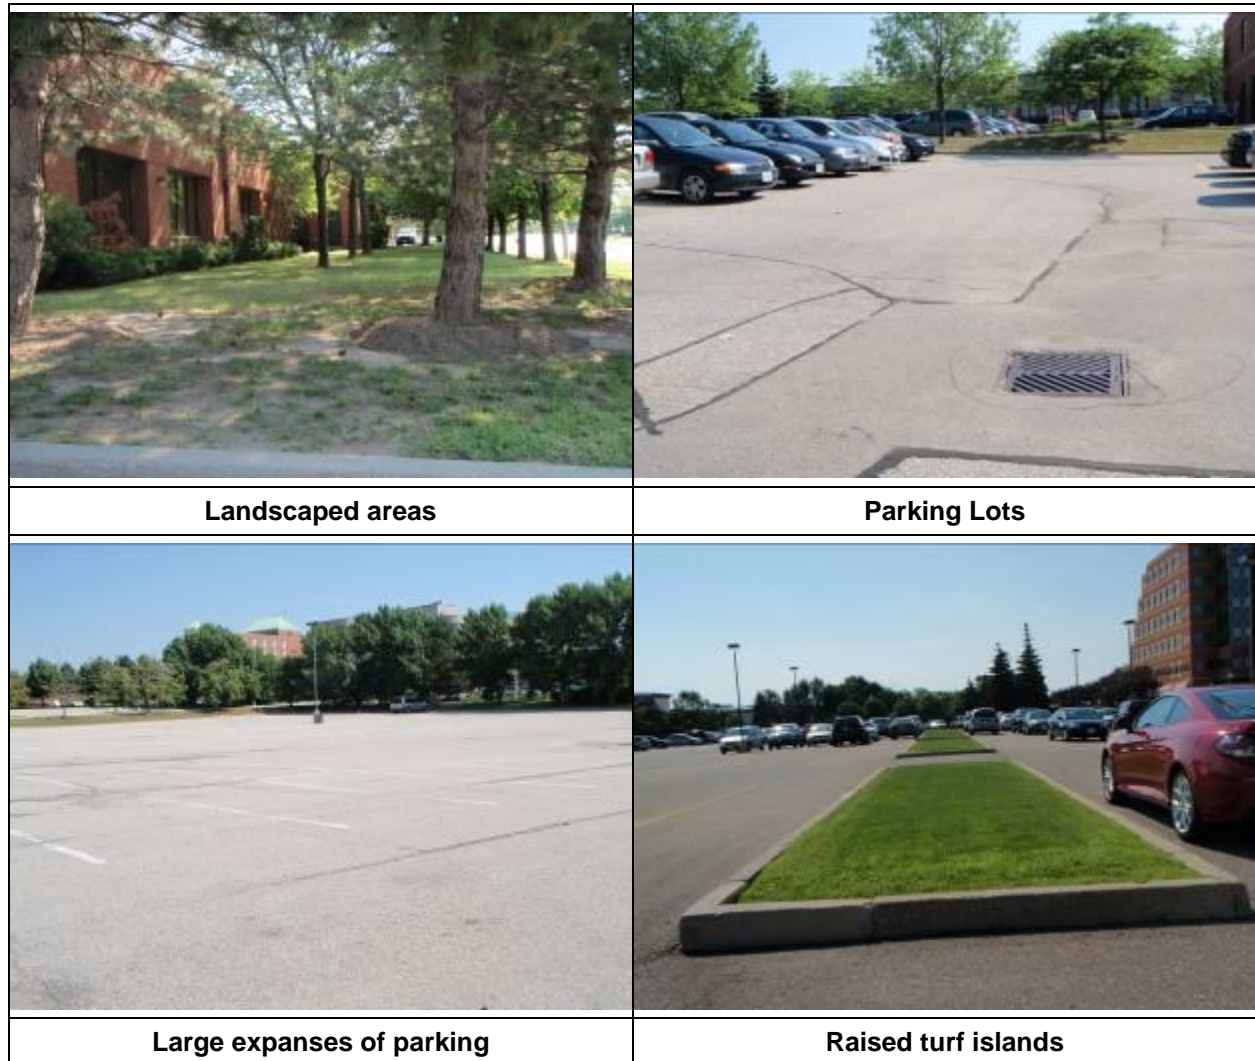 Landscaped areas
Parking Lots
Large expanses of parking
Raised turf islands